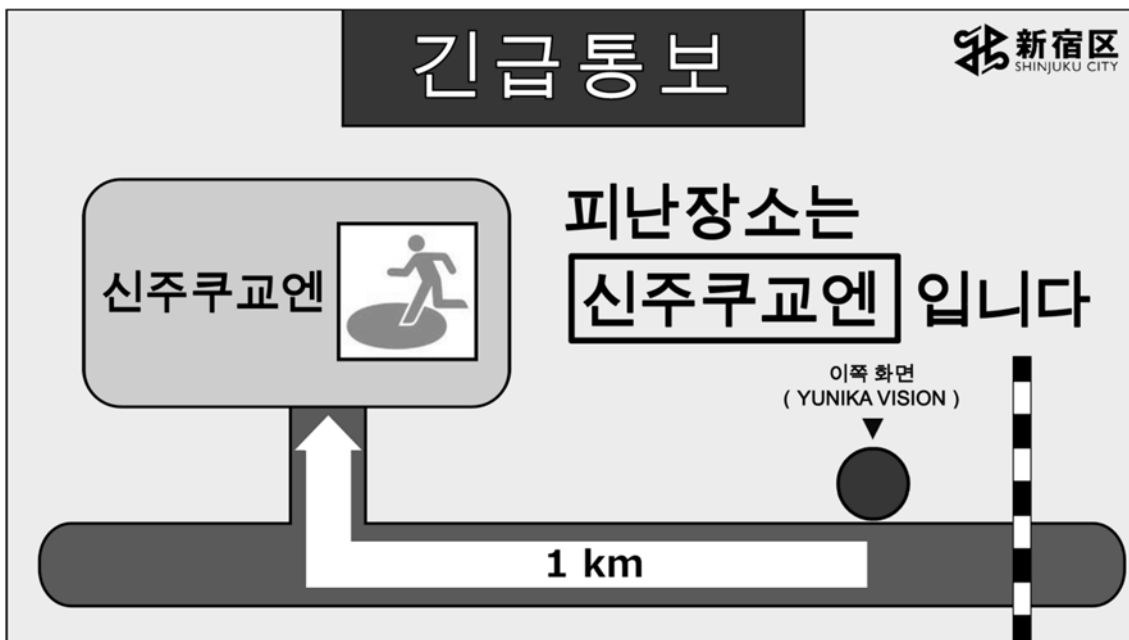 긴급통보
新宿区
SHINJUKU CITY
피난장소는
신주쿠교엔 입니다
신주쿠교엔
이쪽 화면
( YUNIKA VISION )
1 km